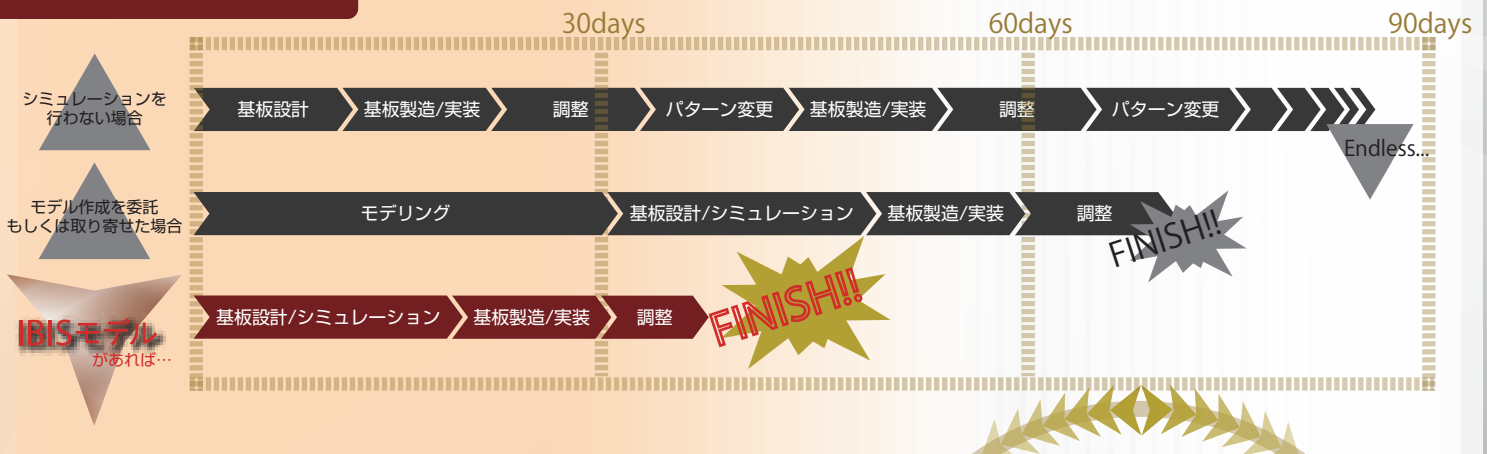 30days
60days
90days
シミュレーションを
行わない場合
基板設計
基板製造/実装
調整
パターン変更
基板製造/実装
調整
パターン変更
Endless...
モデル作成を委託
もしくは取り寄せた場合
モデリング
基板設計/シミュレーション
基板製造/実装
調整
FINISH!!
IBISモデル
があれば…
基板設計/シミュレーション
基板製造/実装
調整
FINISH!!